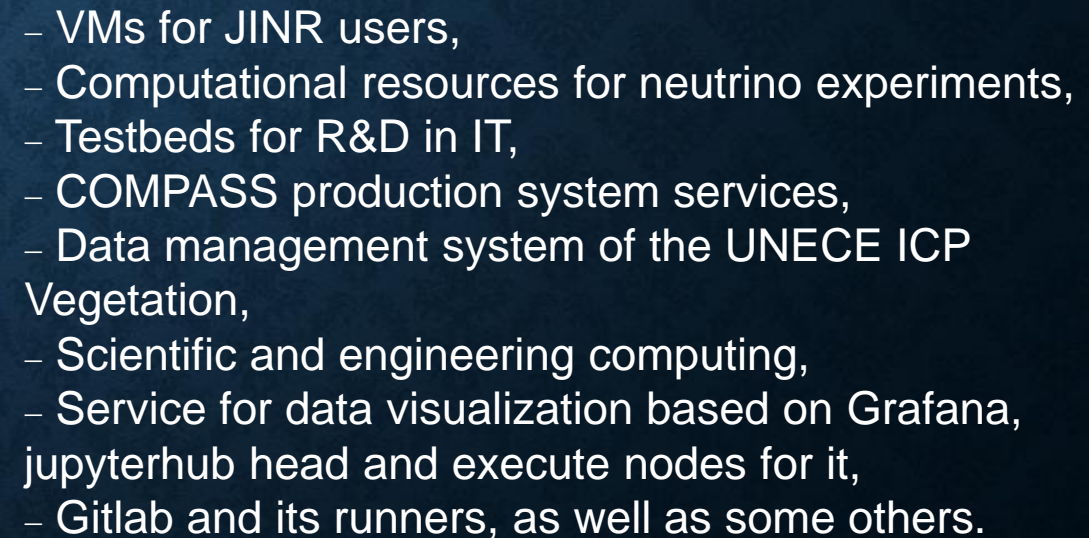 – VMs for JINR users,
– Computational resources for neutrino experiments,
– Testbeds for R&D in IT,
– COMPASS production system services,
– Data management system of the UNECE ICP
Vegetation,
– Scientific and engineering computing,
– Service for data visualization based on Grafana,
jupyterhub head and execute nodes for it,
– Gitlab and its runners, as well as some others.